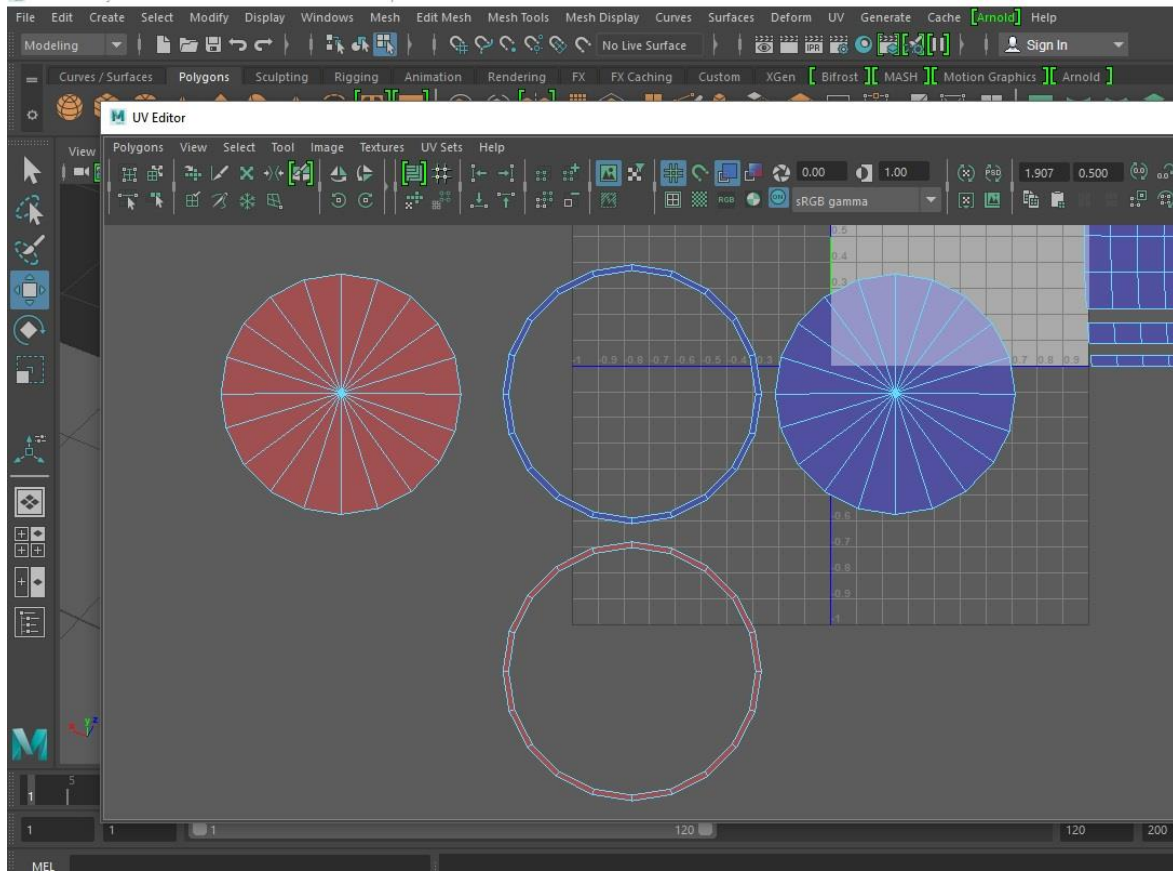 File Edit Create Select Modify Display Windows Mesh Edit Mesh Mesh Tools Mesh Display Curves Surfaces Deform UV Generate Cache [Arnold] Help
Modeling No Live Surface IPR Sign In
Curves / Surfaces Polygons Sculpting Rigging Animation Rendering FX FX Caching Custom XGen [ Bifrost ][ MASH ][ Motion Graphics ][ Arnold ]
M UV Editor
View
Polygons View Select Tool Image Textures UV Sets Help
0.00 1.00 PSD 1.907 0.500
RGB ON sRGB gamma
0.5
0.4
0.3
-1 -0.9 -0.8 -0.7 -0.6 -0.5 -0.4 0.3 0.7 0.8 0.9
-0.6
-0.7
-0.8
-0.9
-1
y z
x
M
5
1
1 1 1 120 120 200
MEL